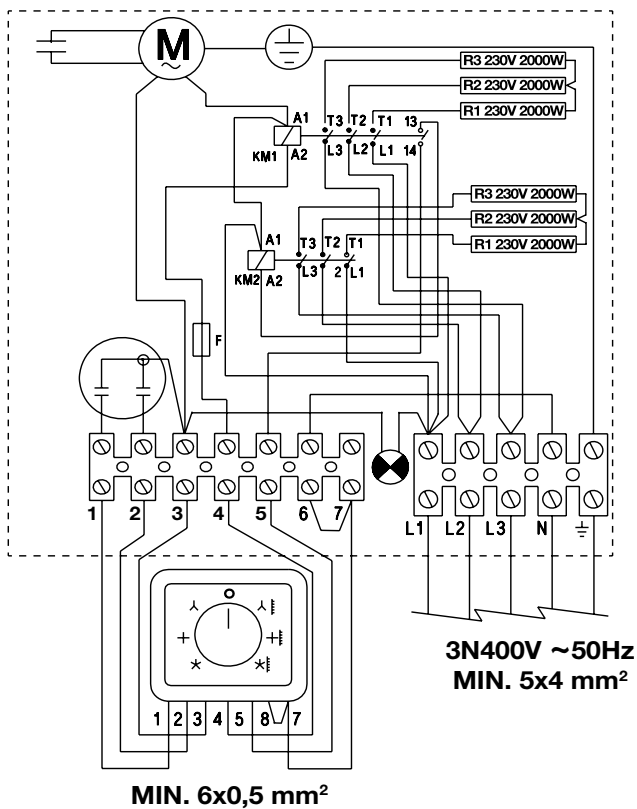 M
~
R3 230V 2000W
R2 230V 2000W
R1 230V 2000W
A1 T3 T2 T1 13
KM1 A2 L3 L2 L1 14
R3 230V 2000W
R2 230V 2000W
R1 230V 2000W
A1 T3 T2 T1
KM2 A2 L3 2 L1
F
1 2 3 4 5 6 7
L1 L2 L3 N
1 2 3 4 5 8 7
3N400V ~50Hz
MIN. 5x4 mm²
MIN. 6x0,5 mm²